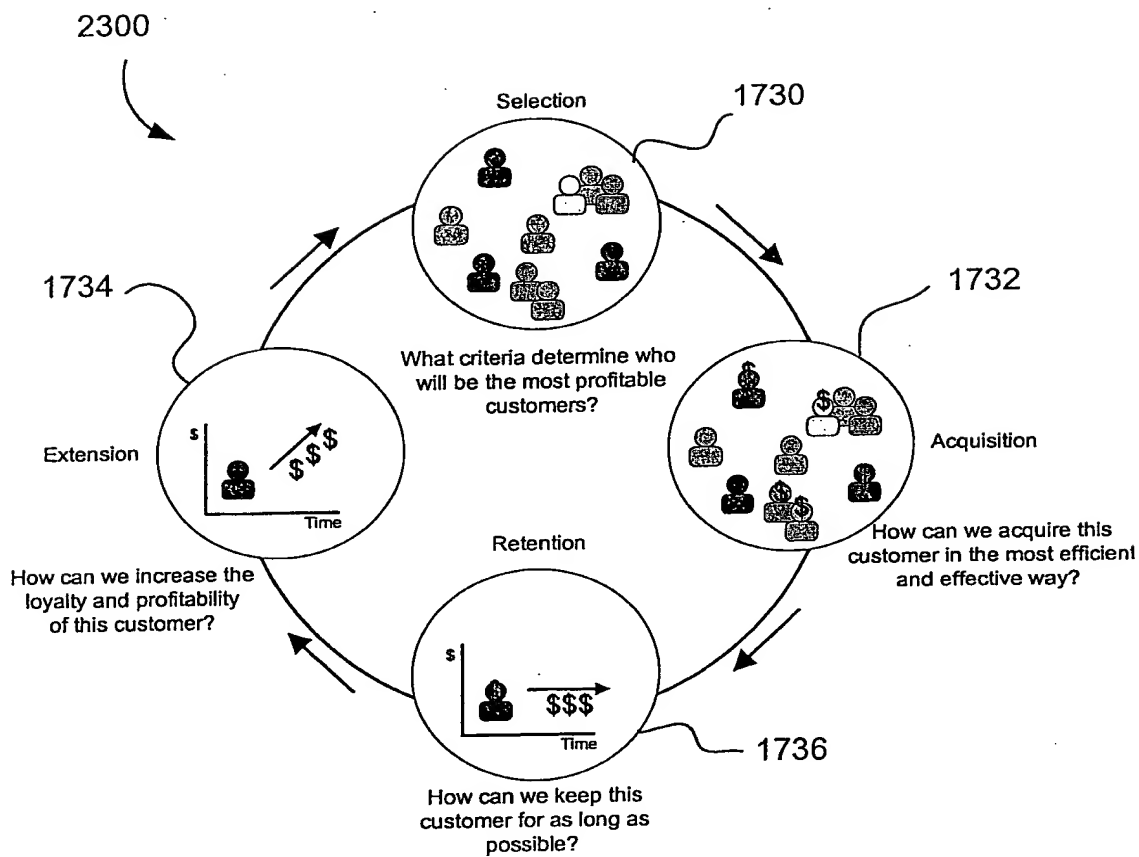 2300
Selection
1730
What criteria determine who
will be the most profitable
customers?
1734
1732
Extension
$
$$$
Time
How can we increase the
loyalty and profitability
of this customer?
$
$
$
$
$
Acquisition
How can we acquire this
customer in the most efficient
and effective way?
Retention
$
$
$$$
Time
1736
How can we keep this
customer for as long as
possible?